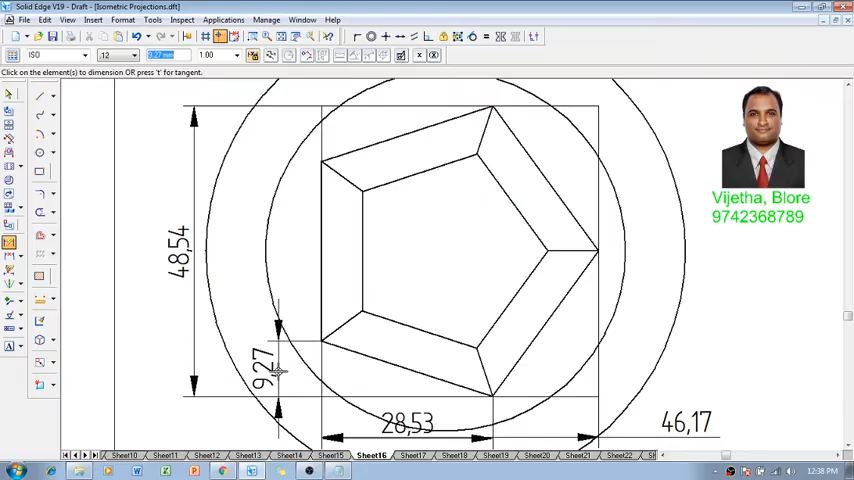 Solid Edge V19 - Draft - [Isometric Projections.dft]
File Edit View Format Tools Inspect Applications Manage Window Help
ISO .12 9.27 mm 1.00
Click on the element(s) to dimension OR press 't' for tangent.
Vijetha, Blore
9742368789
48,54
9,27
28,53
46,17
Sheet10 Sheet11 Sheet12 Sheet13 Sheet14 Sheet15 Sheet16 Sheet17 Sheet18 Sheet19 Sheet20 Sheet21 Sheet22
12:38 PM